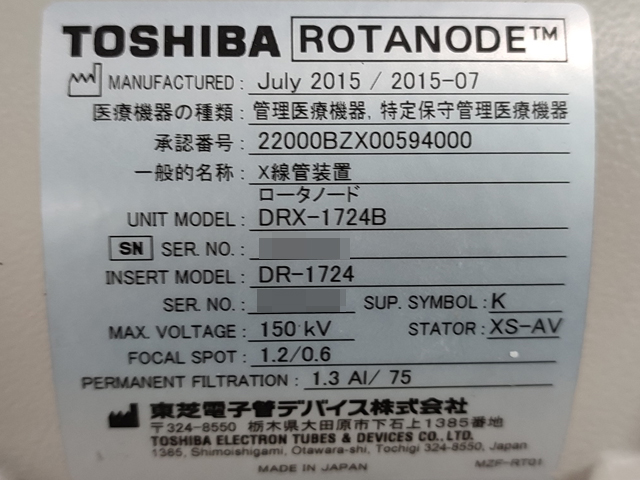 TOSHIBA ROTANODE™
MANUFACTURED : July 2015 / 2015-07
医療機器の種類 : 管理医療機器, 特定保守管理医療機器
承認番号 : 22000BZX00594000
一般的名称 : X線管装置
ロータノード
UNIT MODEL : DRX-1724B
SN SER. NO. :
INSERT MODEL : DR-1724
SER. NO. : SUP. SYMBOL : K
MAX. VOLTAGE : 150 kV STATOR : XS-AV
FOCAL SPOT : 1.2/0.6
PERMANENT FILTRATION : 1.3 Al/ 75
東芝電子管デバイス株式会社
〒324-8550 栃木県大田原市下石上1385番地
TOSHIBA ELECTRON TUBES & DEVICES CO., LTD.
1385, Shimoishigami, Otawara-shi, Tochigi 324-8550, Japan
MADE IN JAPAN MZF-RT01